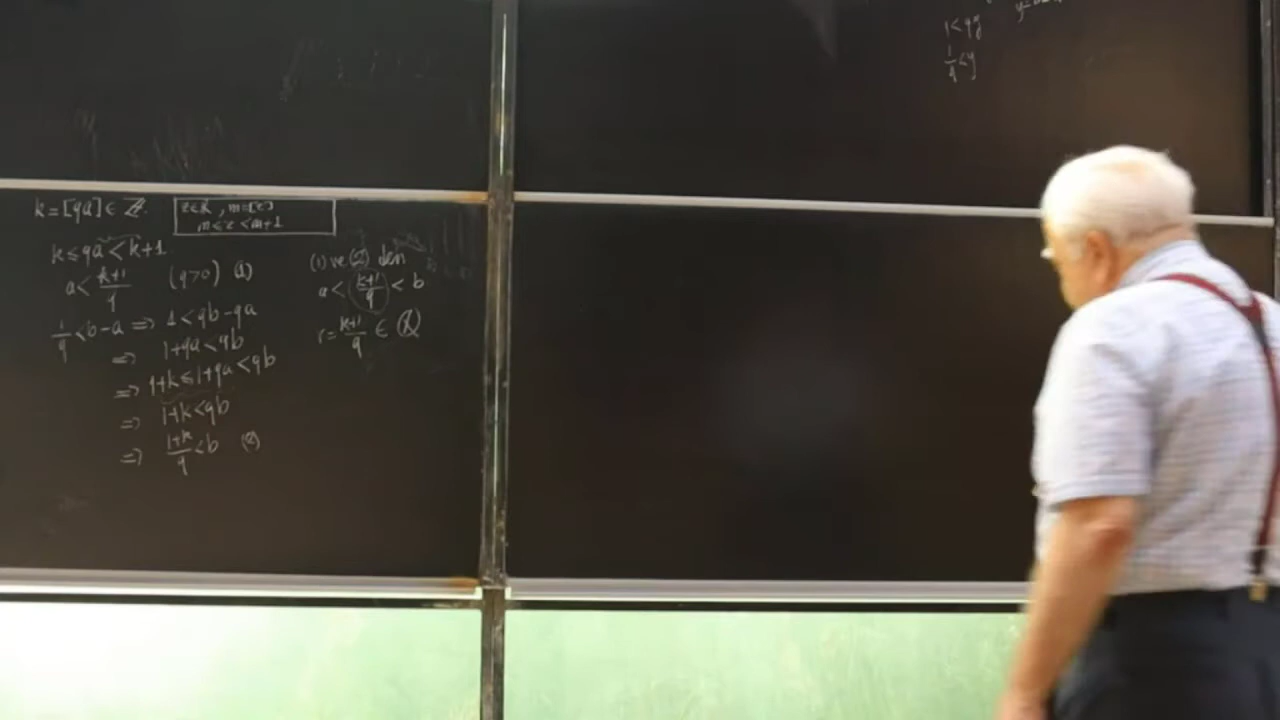 k = [qa] ∈ ℤ.
z∈ℝ, m=[z]
m ≤ z < m+1
k ≤ qa < k+1
a < (k+1)/q (q>0) (1)
1/q < b-a ⇒ 1 < qb-qa
⇒ 1+qa < qb
⇒ 1+k ≤ 1+qa < qb
⇒ 1+k < qb
⇒ (1+k)/q < b (2)
(1) ve (2) den
a < (k+1)/q < b
r = (k+1)/q ∈
1 < qy
1/q < y